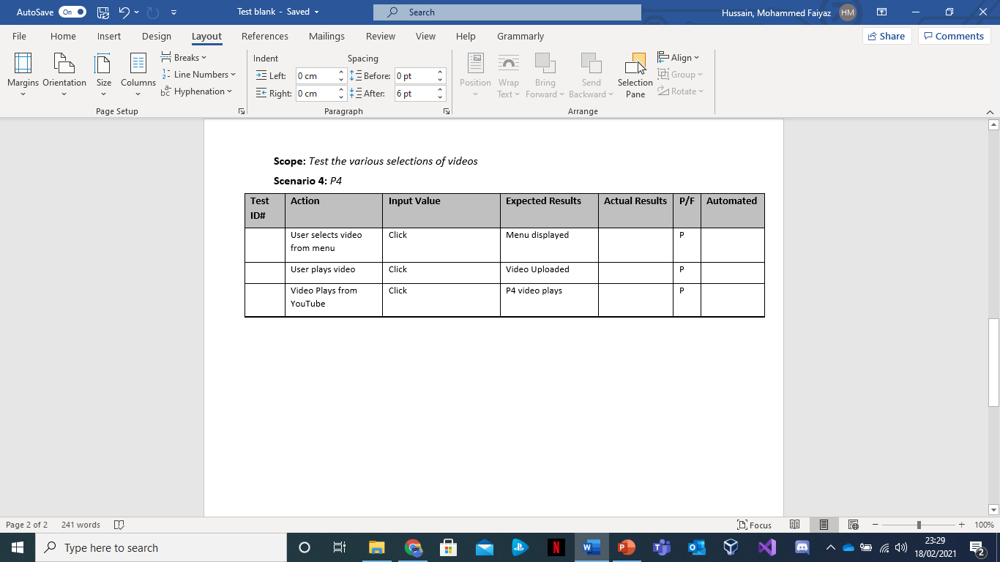 AutoSave On Test blank - Saved Search Hussain, Mohammed Faiyaz HM
File Home Insert Design Layout References Mailings Review View Help Grammarly Share Comments
Margins Orientation Size Columns
Breaks
Line Numbers
Hyphenation
Page Setup
Indent Spacing
Left: 0 cm Before: 0 pt
Right: 0 cm After: 6 pt
Paragraph
Position Wrap Text Bring Forward Send Backward Selection Pane
Align
Group
Rotate
Arrange
Scope: Test the various selections of videos
Scenario 4: P4
Test ID# Action Input Value Expected Results Actual Results P/F Automated
User selects video from menu Click Menu displayed P
User plays video Click Video Uploaded P
Video Plays from YouTube Click P4 video plays P
Page 2 of 2 241 words Focus 100%
Type here to search 23:29
18/02/2021 2